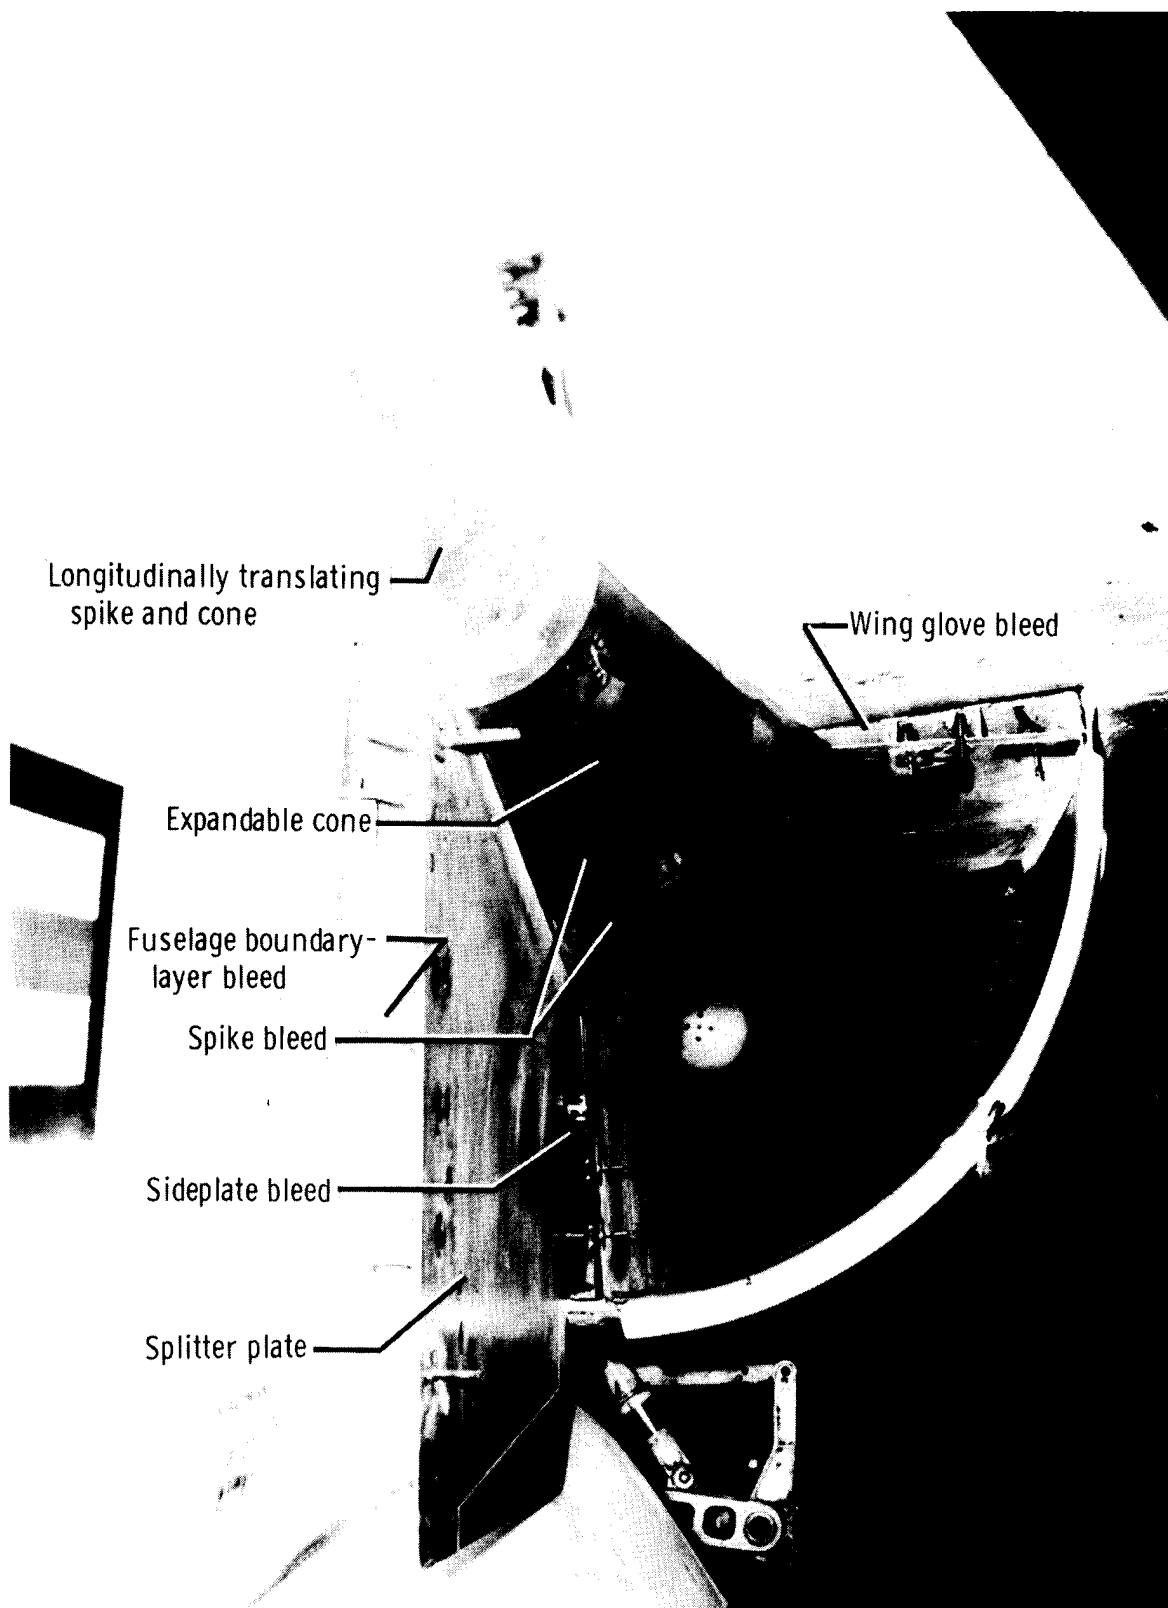 Longitudinally translating
spike and cone
Wing glove bleed
Expandable cone
Fuselage boundary-
layer bleed
Spike bleed
Sideplate bleed
Splitter plate